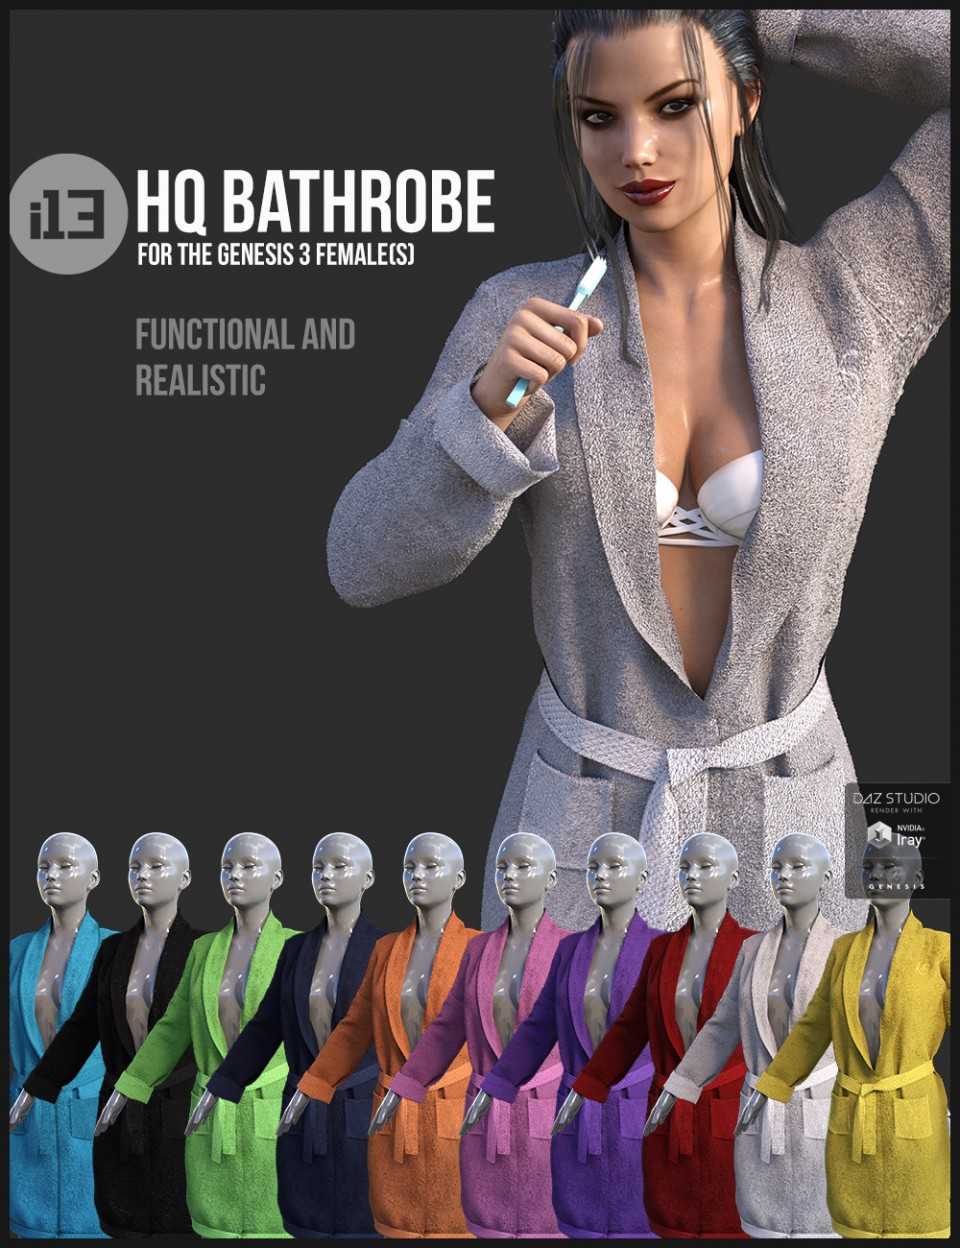 i13
HQ BATHROBE
FOR THE GENESIS 3 FEMALE(S)
FUNCTIONAL AND
REALISTIC
DAZ STUDIO
RENDER WITH
NVIDIA®
Iray
GENESIS